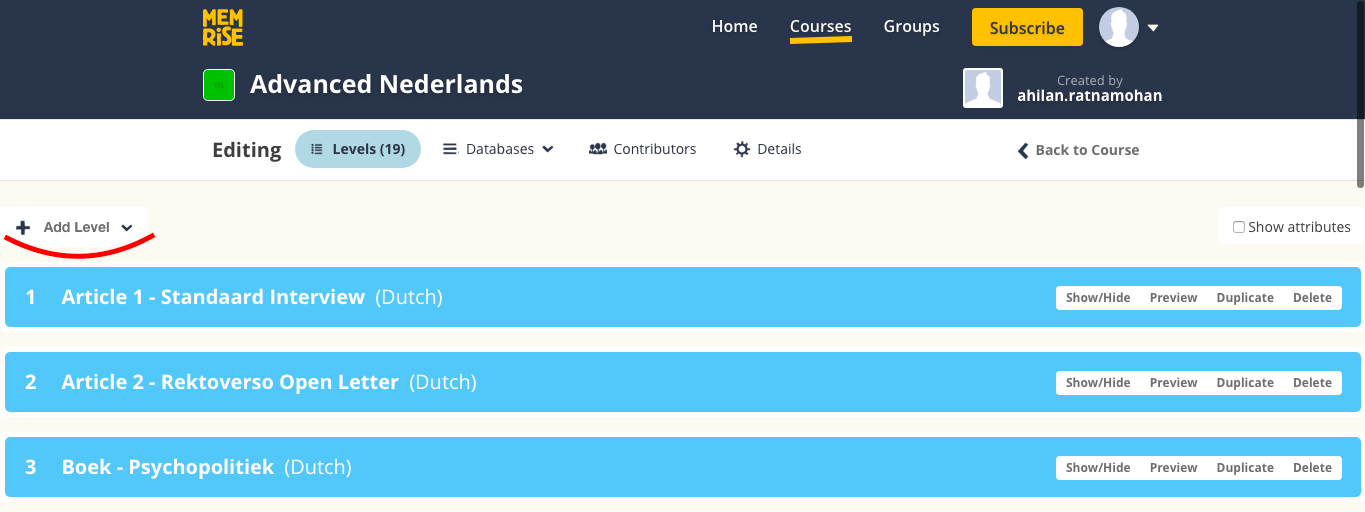 MEM
RiSE
Home
Courses
Groups
Subscribe
m
Advanced Nederlands
Created by
ahilan.ratnamohan
Editing
Levels (19)
Databases
Contributors
Details
Back to Course
Add Level
Show attributes
1 Article 1 - Standaard Interview (Dutch)
Show/Hide Preview Duplicate Delete
2 Article 2 - Rektoverso Open Letter (Dutch)
Show/Hide Preview Duplicate Delete
3 Boek - Psychopolitiek (Dutch)
Show/Hide Preview Duplicate Delete